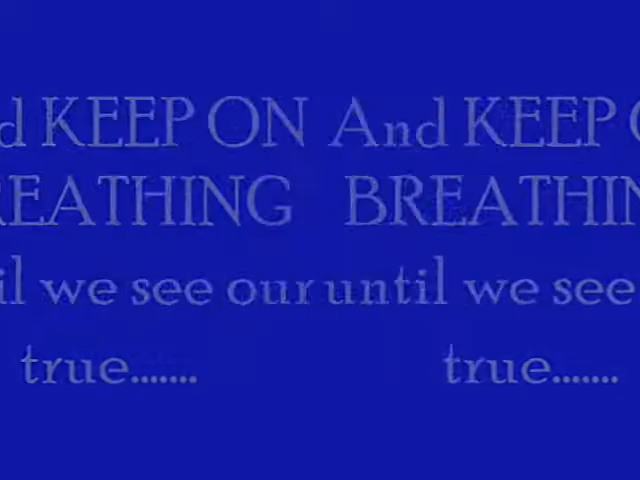 d KEEP ON And KEEP O
REATHING BREATHIN
il we see our until we see
true....... true.......